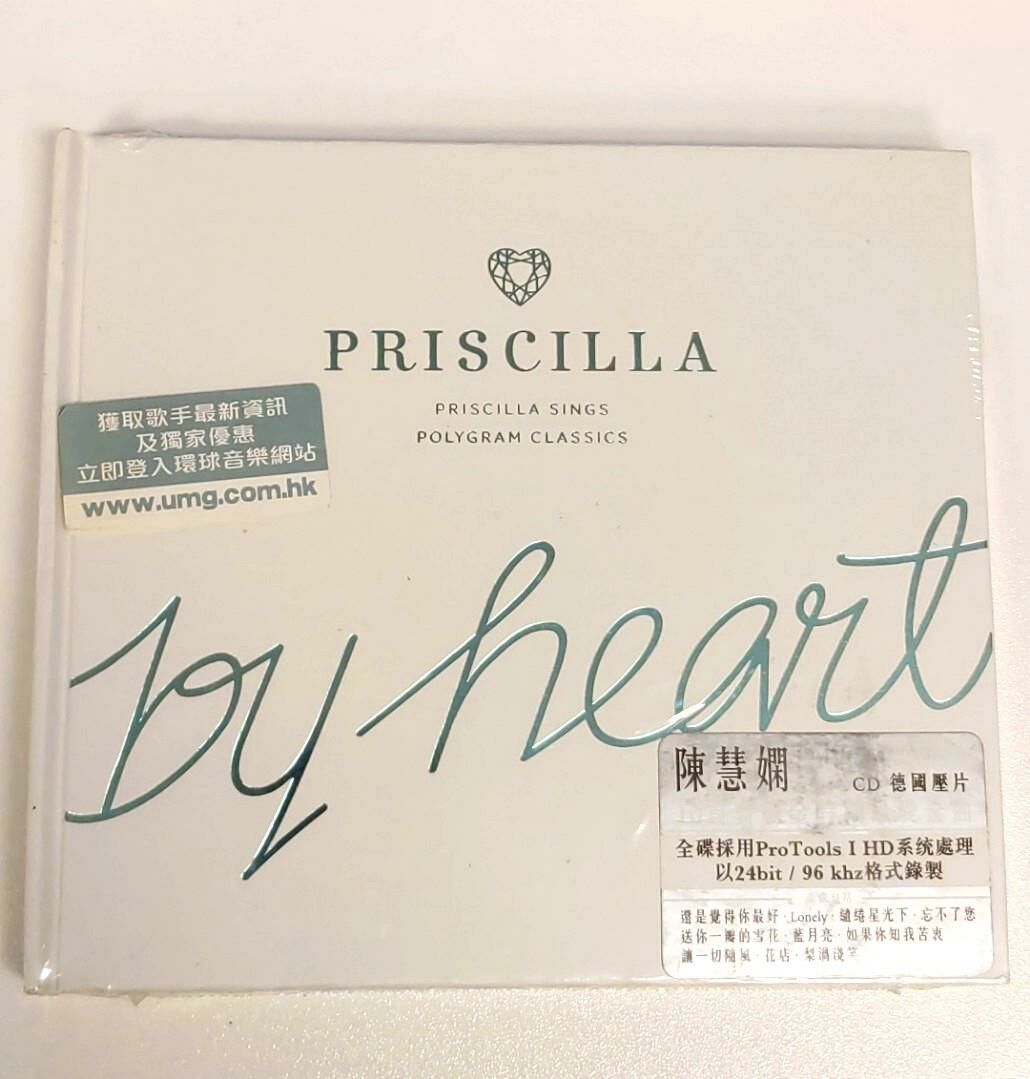 PRISCILLA
PRISCILLA SINGS
POLYGRAM CLASSICS
獲取歌手最新資訊
及獨家優惠
立即登入環球音樂網站
www.umg.com.hk
by heart
陳慧嫻
CD 德國壓片
全碟採用ProTools I HD系统處理
以24bit / 96 khz格式錄製
還是覺得你最好·Lonely·繾綣星光下·忘不了您
送你一瓣的雪花·藍月亮·如果你知我苦衷
讓一切隨風·花店·梨渦淺笑